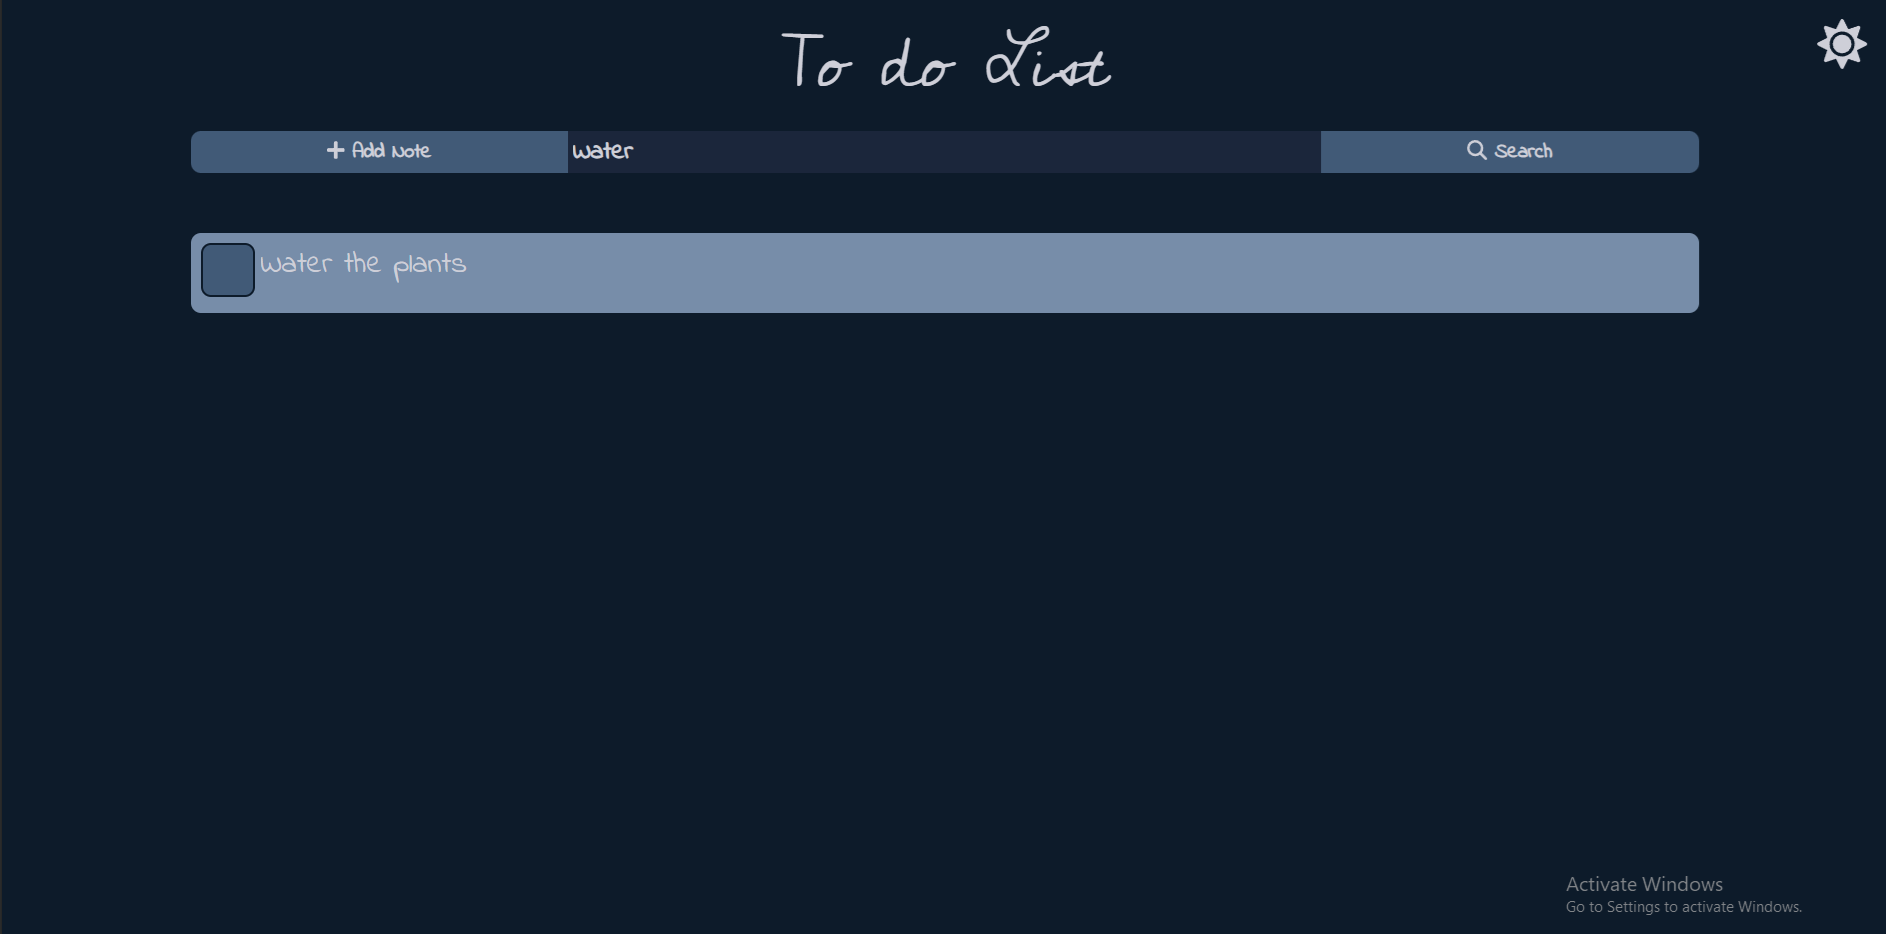 To do List
Add Note
water
Search
Water the plants
Activate Windows
Go to Settings to activate Windows.